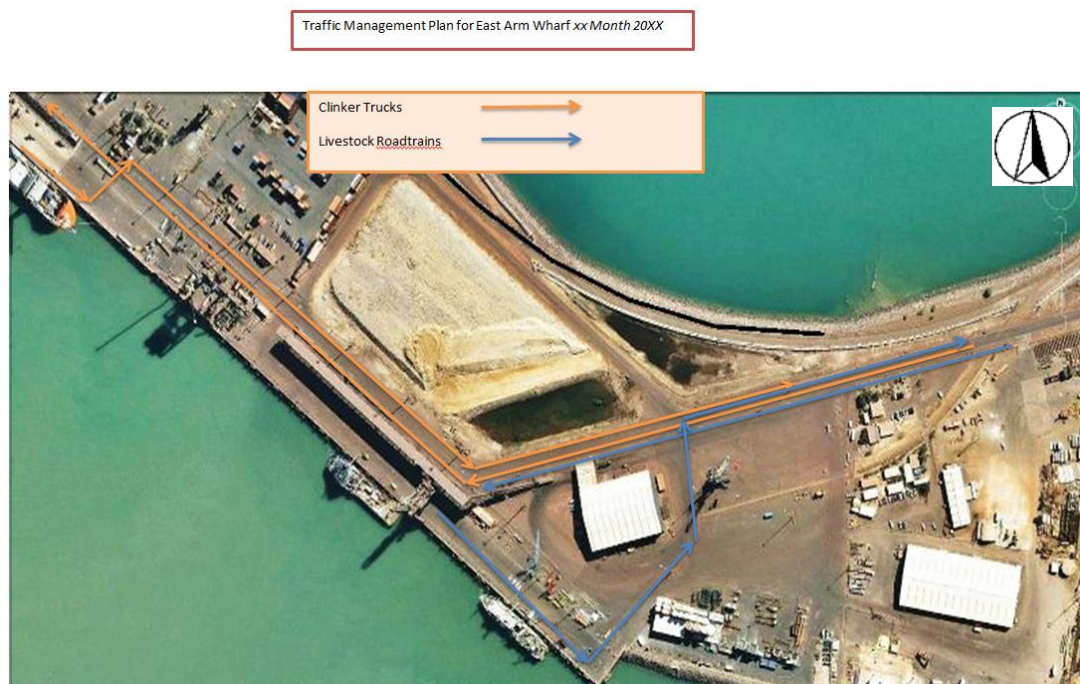 Traffic Management Plan for East Arm Wharf xx Month 20XX
Clinker Trucks
Livestock Roadtrains
N